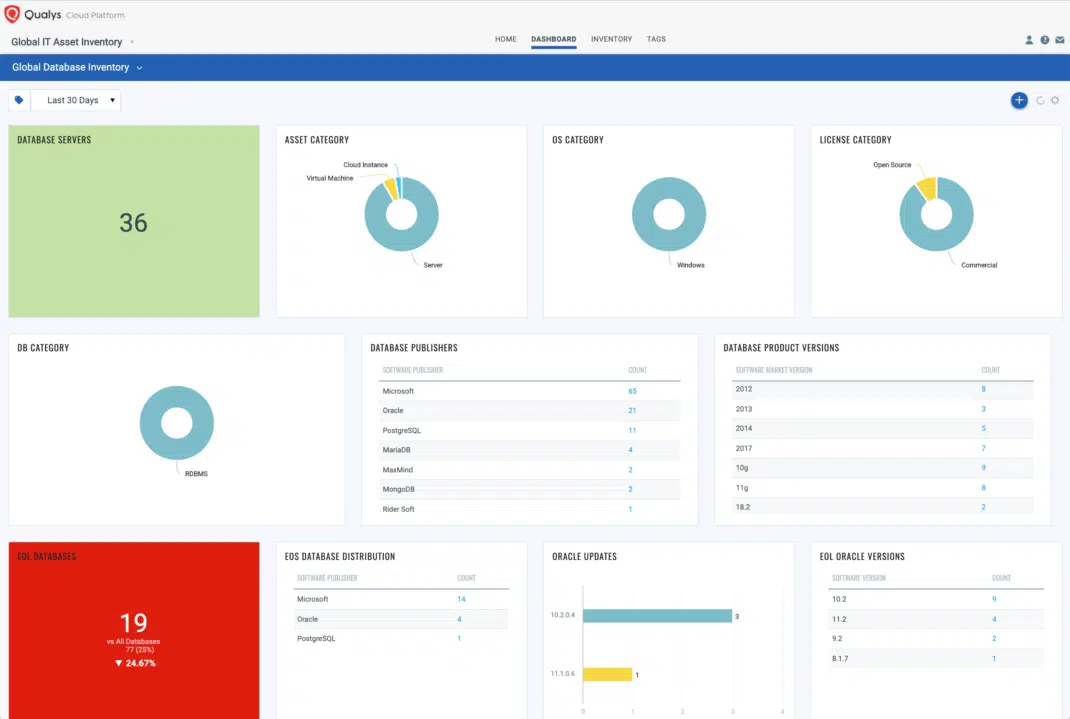 Qualys. Cloud Platform
Global IT Asset Inventory
HOME DASHBOARD INVENTORY TAGS
Global Database Inventory
Last 30 Days
DATABASE SERVERS
36
ASSET CATEGORY
Cloud Instance
Virtual Machine
Server
OS CATEGORY
Windows
LICENSE CATEGORY
Open Source
Commercial
DB CATEGORY
RDBMS
DATABASE PUBLISHERS
SOFTWARE PUBLISHER COUNT
Microsoft 65
Oracle 21
PostgreSQL 11
MariaDB 4
MaxMind 2
MongoDB 2
Rider Soft 1
DATABASE PRODUCT VERSIONS
SOFTWARE MARKET VERSION COUNT
2012 8
2013 3
2014 5
2017 7
10g 9
11g 8
18.2 2
EOL DATABASES
19
vs All Databases
77 (25%)
▼ 24.67%
EOS DATABASE DISTRIBUTION
SOFTWARE PUBLISHER COUNT
Microsoft 14
Oracle 4
PostgreSQL 1
ORACLE UPDATES
10.2.0.4 3
11.1.0.6 1
0 1 2 3 4
EOL ORACLE VERSIONS
SOFTWARE VERSION COUNT
10.2 9
11.2 4
9.2 2
8.1.7 1